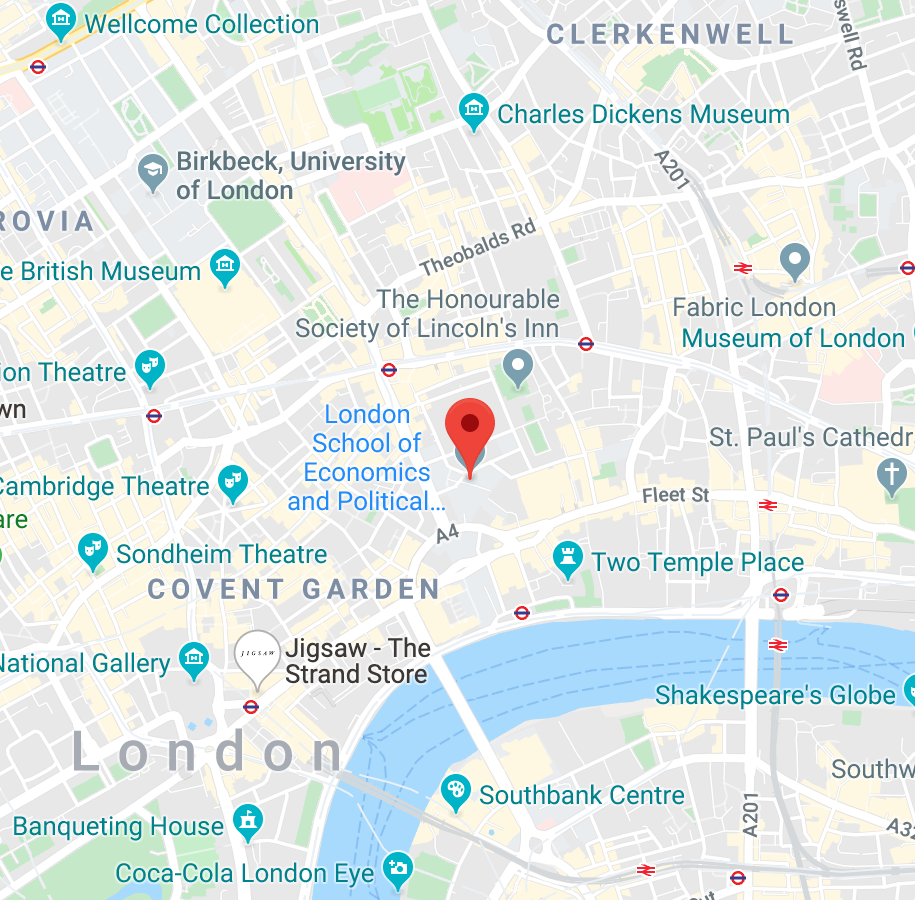 Wellcome Collection
CLERKENWELL
swell Rd
Charles Dickens Museum
Birkbeck, University
of London
A201
ROVIA
Theobalds Rd
e British Museum
The Honourable
Society of Lincoln's Inn
Fabric London
Museum of London
ion Theatre
wn
London
School of
Economics
and Political...
St. Paul's Cathedr
Cambridge Theatre
Fleet St
are
A4
Sondheim Theatre
Two Temple Place
COVENT GARDEN
JIGSAW
Jigsaw - The
Strand Store
National Gallery
Shakespeare's Globe
London
Southw
Southbank Centre
A201
A32
Banqueting House
Coca-Cola London Eye
ut